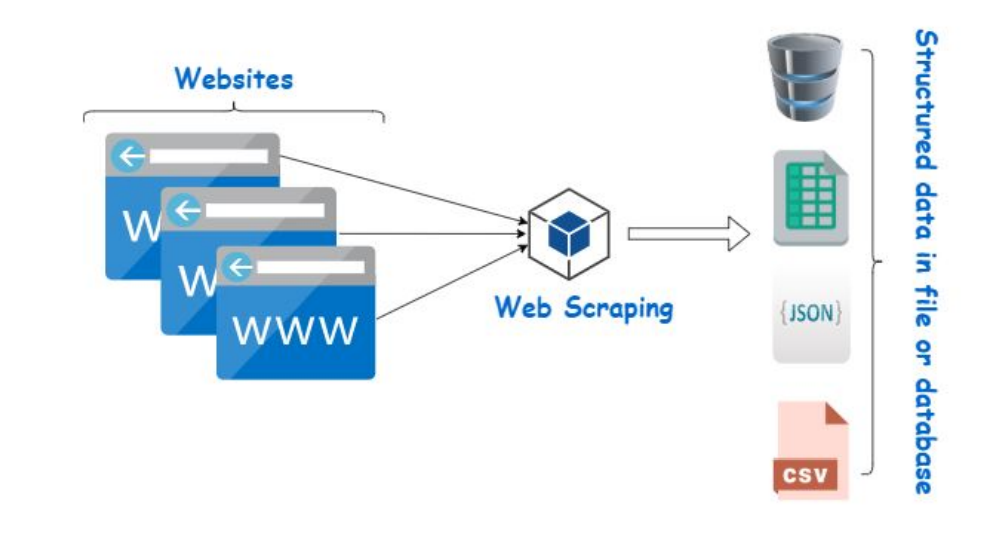 Websites
W
W
WWW
Web Scraping
{JSON}
CSV
Structured data in file or database